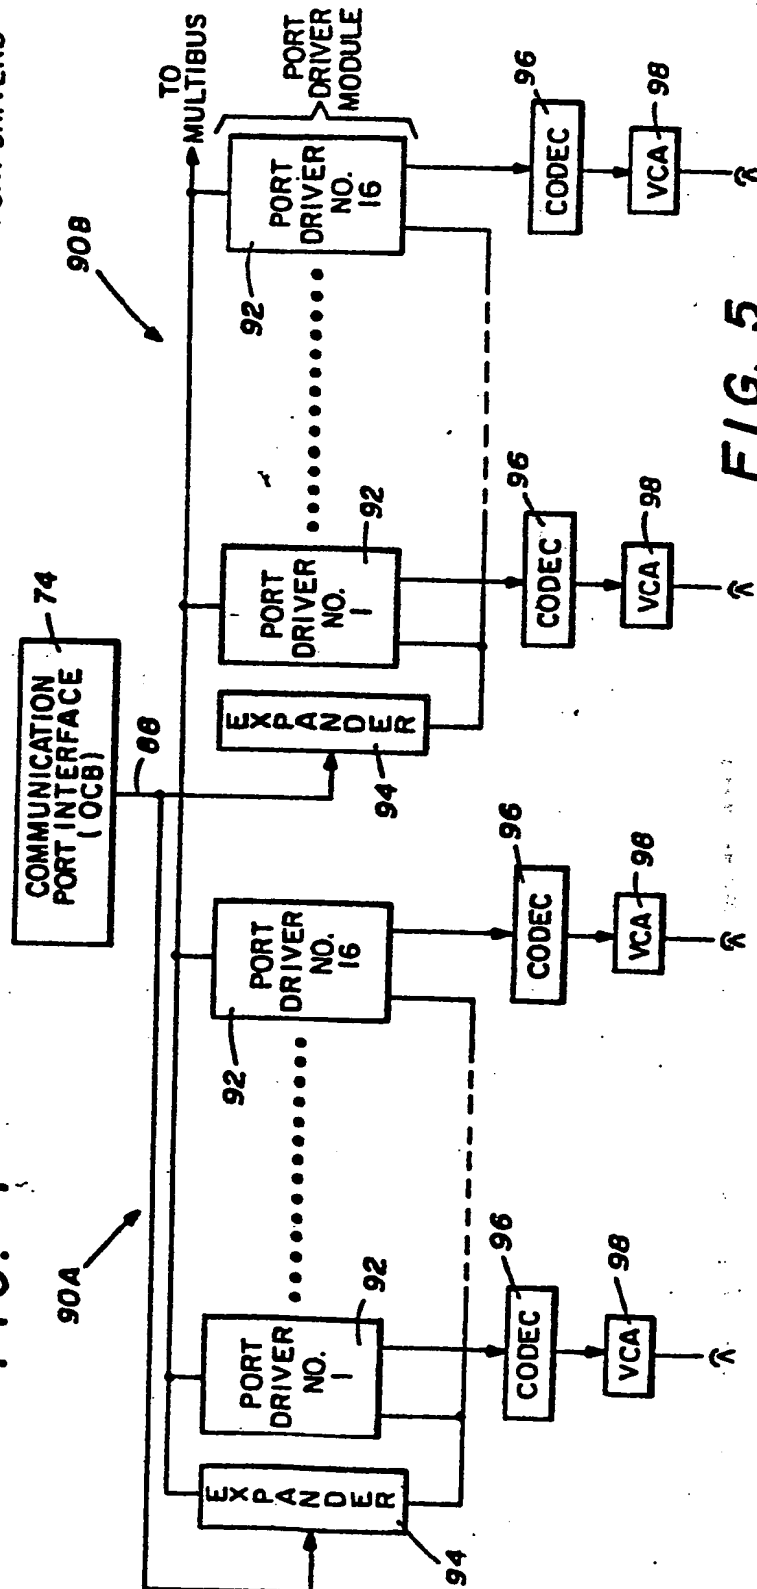 COMMUNICATION
PORT INTERFACE
(OCB)
74
88
90A
90B
TO
MULTIBUS
PORT
DRIVER
MODULE
EXPANDER
94
PORT
DRIVER
NO.
1
92
PORT
DRIVER
NO.
16
92
EXPANDER
94
PORT
DRIVER
NO.
1
92
PORT
DRIVER
NO.
16
92
CODEC
96
CODEC
96
CODEC
96
CODEC
96
VCA
98
VCA
98
VCA
98
VCA
98
FIG. 5